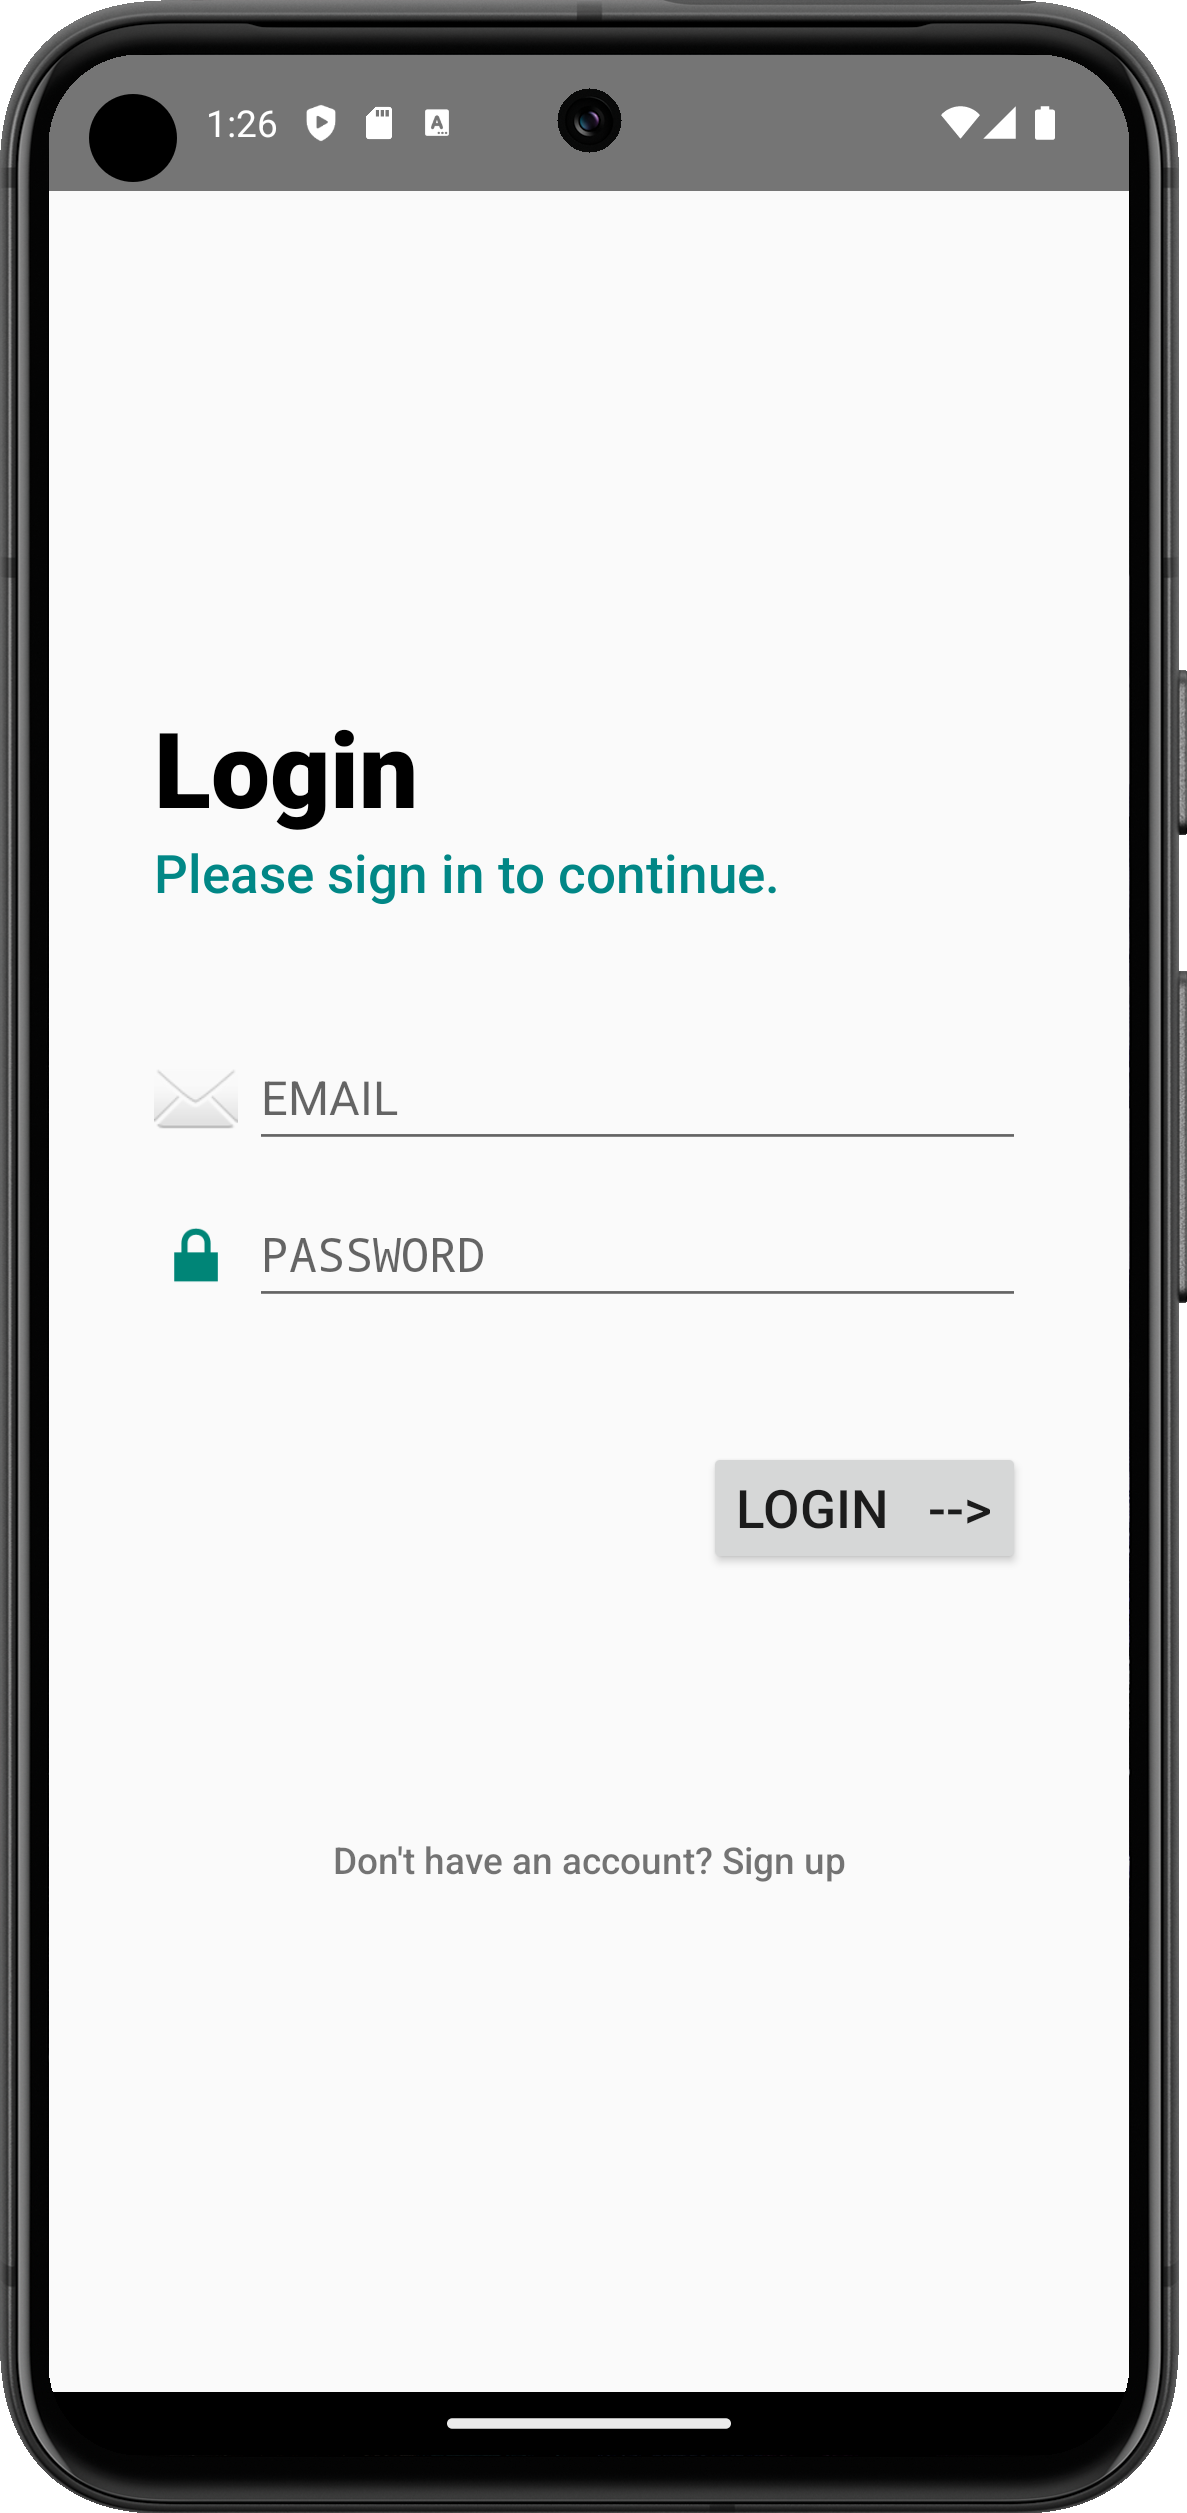 1:26
Login
Please sign in to continue.
EMAIL
PASSWORD
LOGIN -->
Don't have an account? Sign up